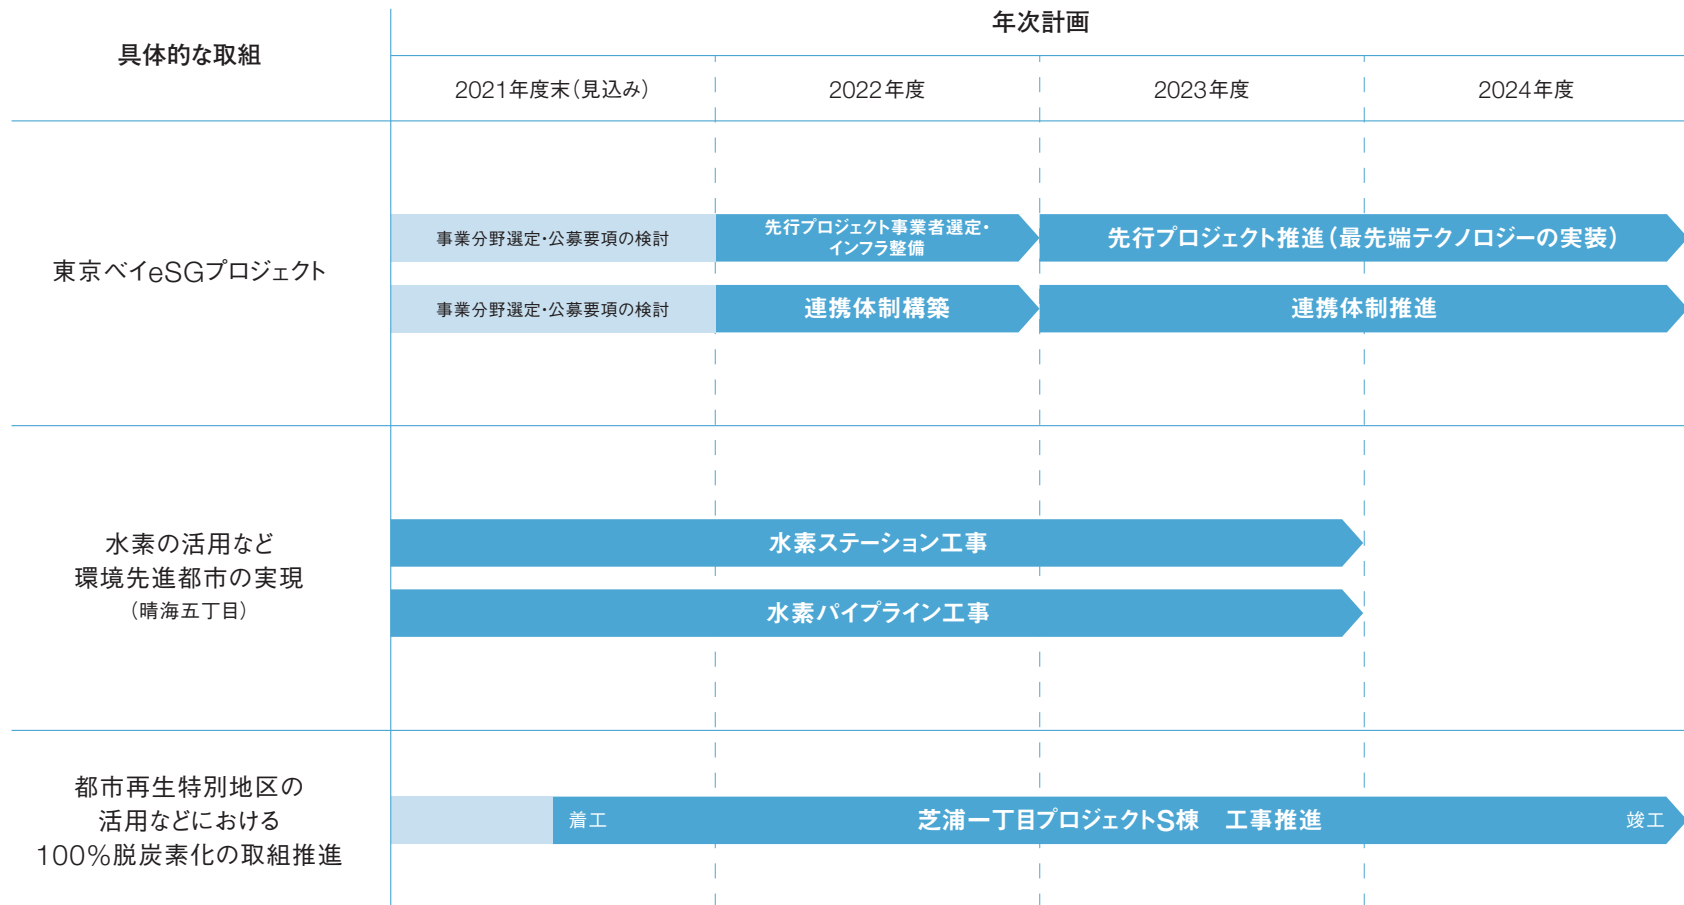 年次計画
具体的な取組
2021年度末（見込み）
2022年度
2023年度
2024年度
東京ベイeSGプロジェクト
事業分野選定・公募要項の検討
先行プロジェクト事業者選定・
インフラ整備
先行プロジェクト推進（最先端テクノロジーの実装）
事業分野選定・公募要項の検討
連携体制構築
連携体制推進
水素の活用など
環境先進都市の実現
（晴海五丁目）
水素ステーション工事
水素パイプライン工事
都市再生特別地区の
活用などにおける
100％脱炭素化の取組推進
着工
芝浦一丁目プロジェクトS棟　工事推進
竣工